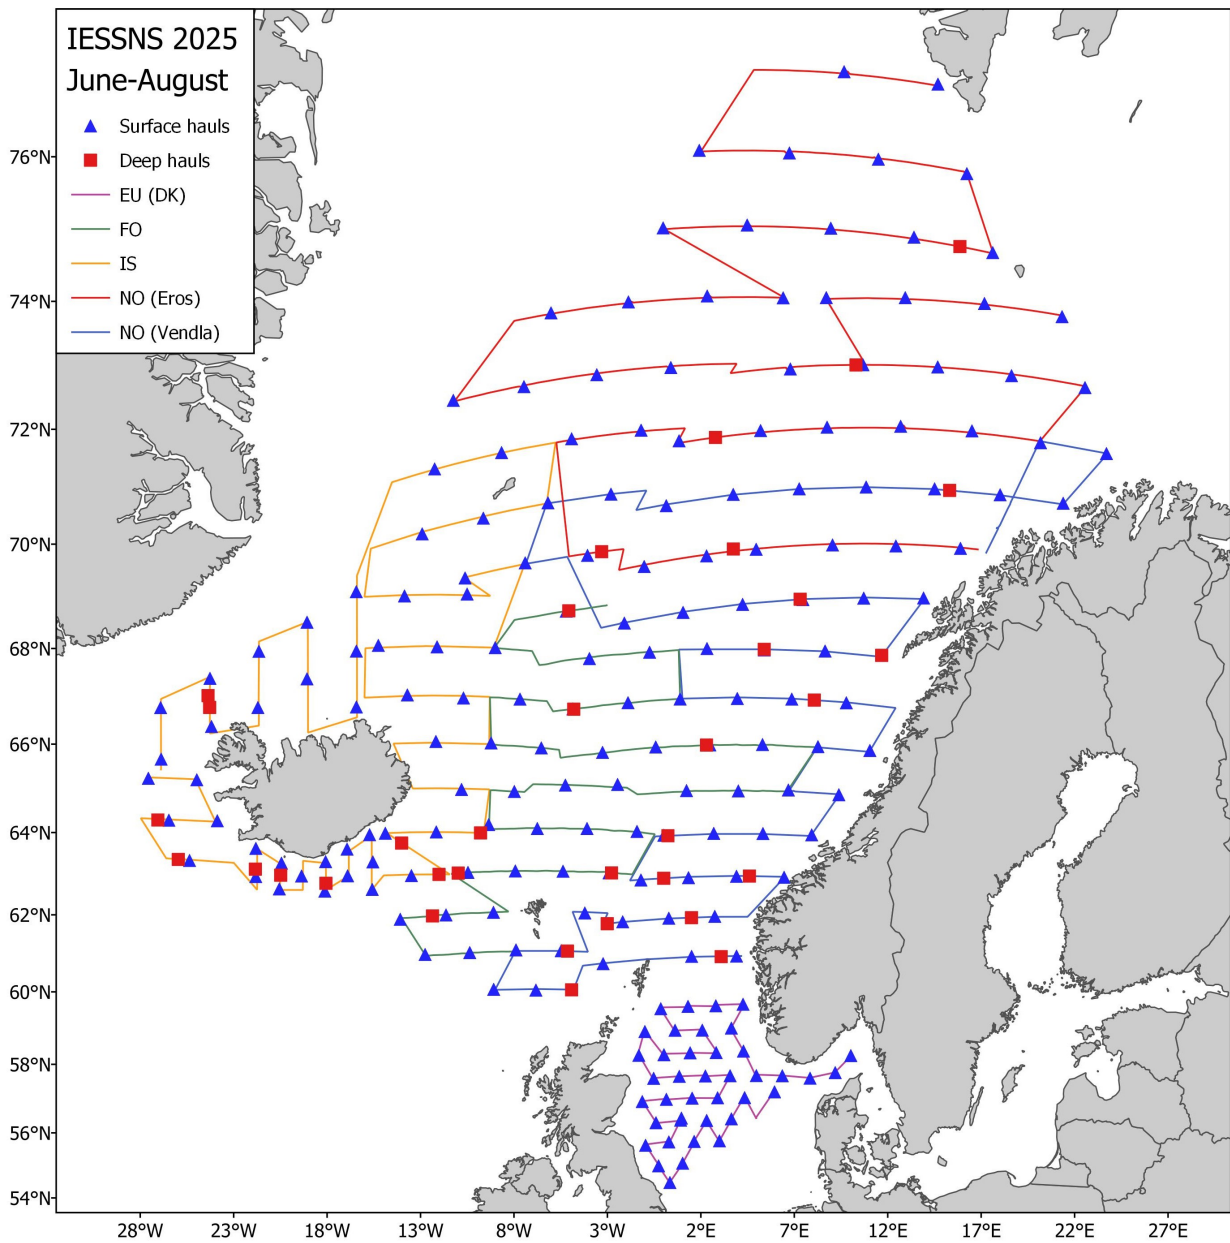 IESSNS 2025
June-August
Surface hauls
Deep hauls
EU (DK)
FO
IS
NO (Eros)
NO (Vendla)
76°N
74°N
72°N
70°N
68°N
66°N
64°N
62°N
60°N
58°N
56°N
54°N
28°W 23°W 18°W 13°W 8°W 3°W 2°E 7°E 12°E 17°E 22°E 27°E